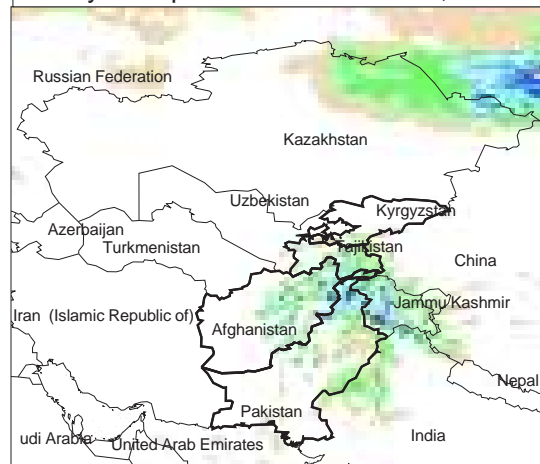 Russian Federation
Kazakhstan
Uzbekistan
Kyrgyzstan
Azerbaijan
Turkmenistan
Tajikistan
China
Jammu/Kashmir
Iran (Islamic Republic of)
Afghanistan
Nepal
Pakistan
India
udi Arabia
United Arab Emirates